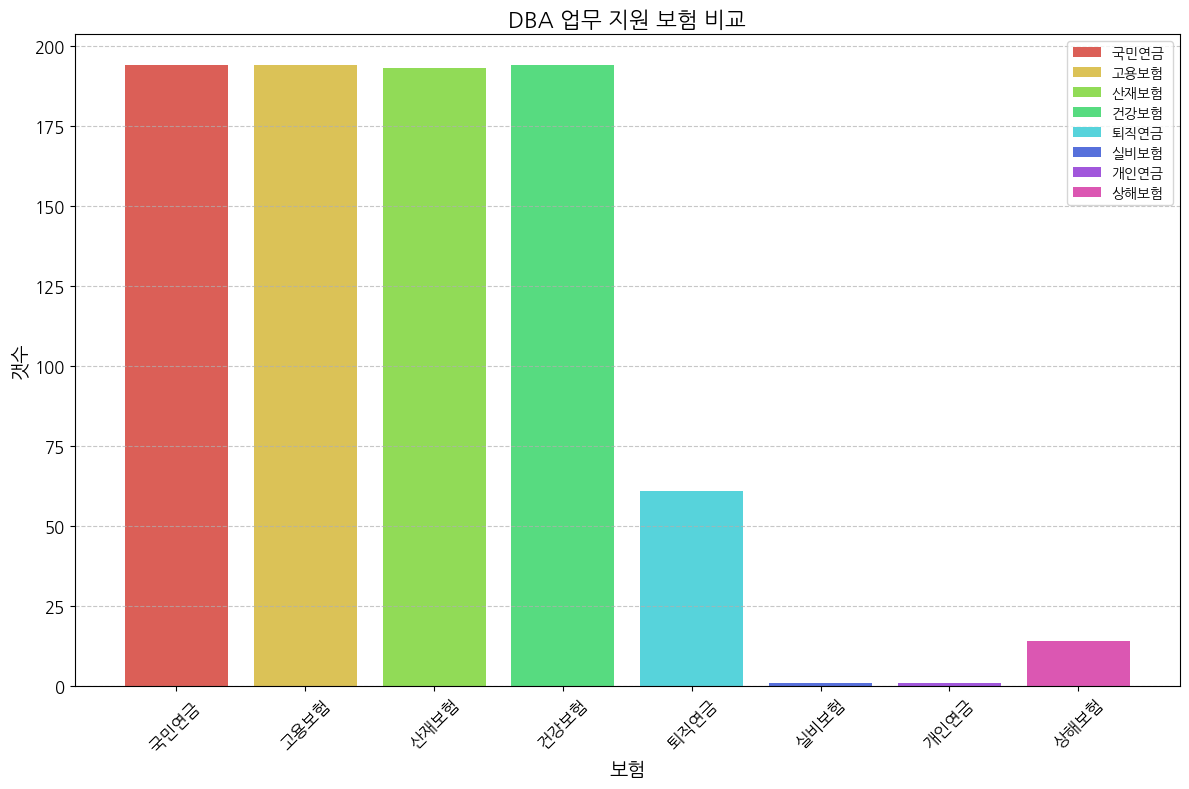 DBA 업무 지원 보험 비교
갯수
200
175
150
125
100
75
50
25
0
국민연금
고용보험
산재보험
건강보험
퇴직연금
실비보험
개인연금
상해보험
보험
국민연금
고용보험
산재보험
건강보험
퇴직연금
실비보험
개인연금
상해보험